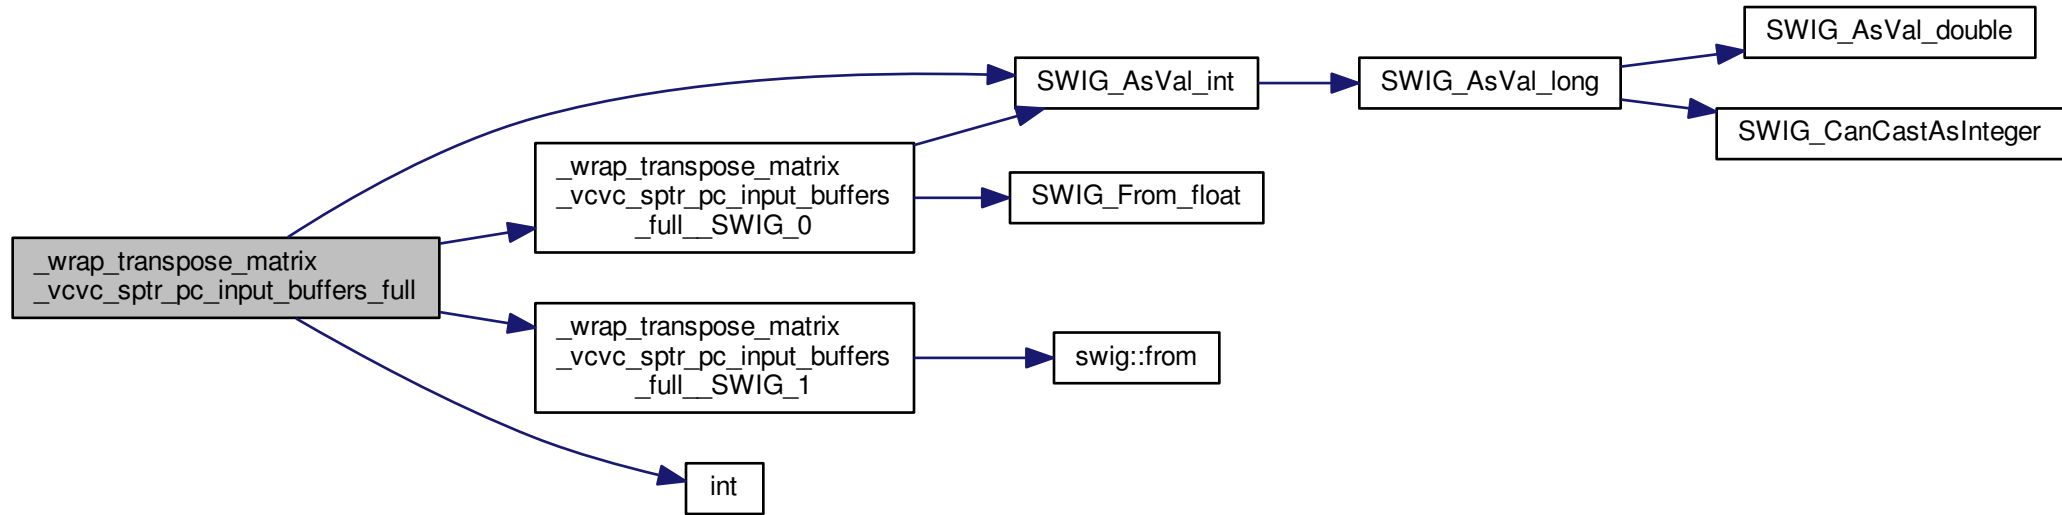 _wrap_transpose_matrix
_vcvc_sptr_pc_input_buffers_full
_wrap_transpose_matrix
_vcvc_sptr_pc_input_buffers
_full__SWIG_0
_wrap_transpose_matrix
_vcvc_sptr_pc_input_buffers
_full__SWIG_1
int
SWIG_AsVal_int
SWIG_From_float
swig::from
SWIG_AsVal_long
SWIG_AsVal_double
SWIG_CanCastAsInteger